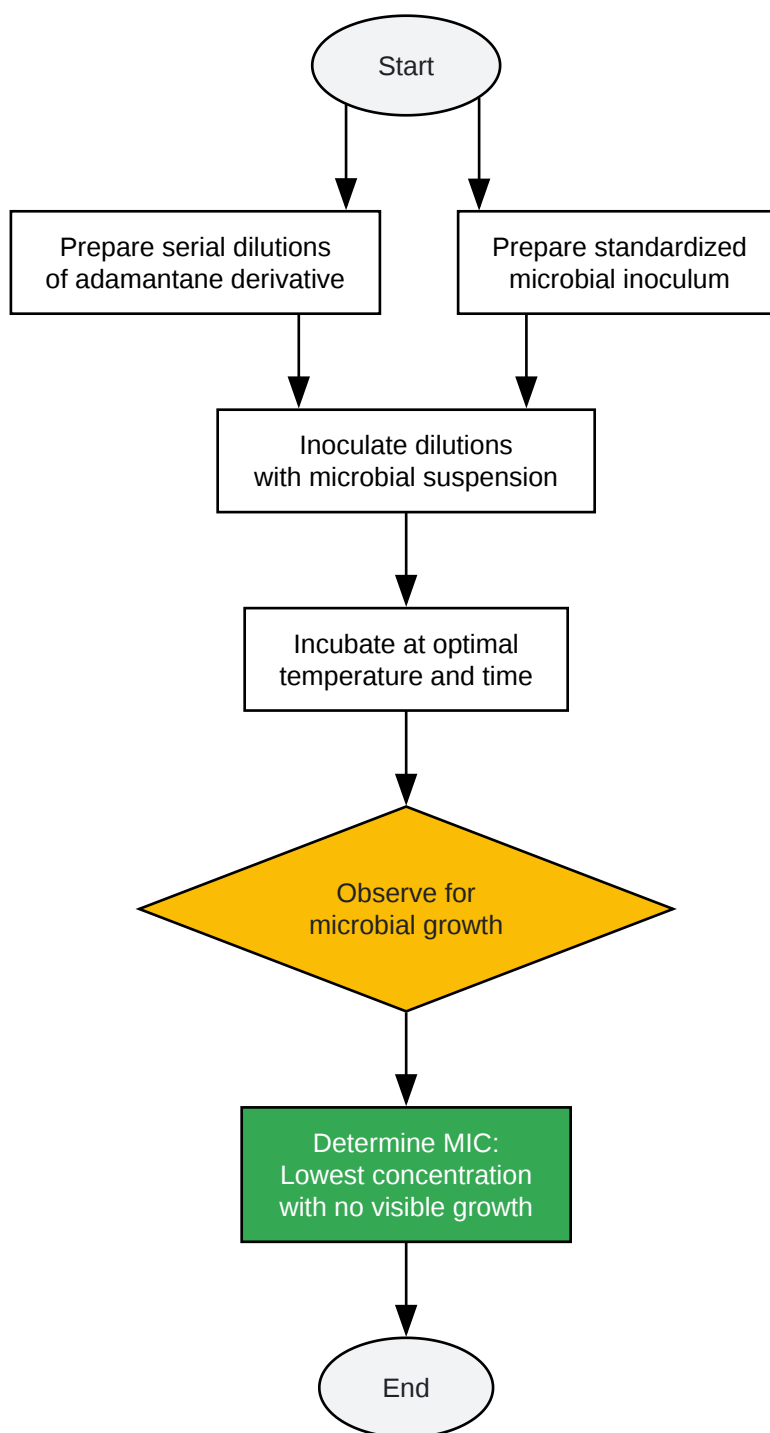 Start
Prepare serial dilutions
of adamantane derivative
Prepare standardized
microbial inoculum
Inoculate dilutions
with microbial suspension
Incubate at optimal
temperature and time
Observe for
microbial growth
Determine MIC:
Lowest concentration
with no visible growth
End